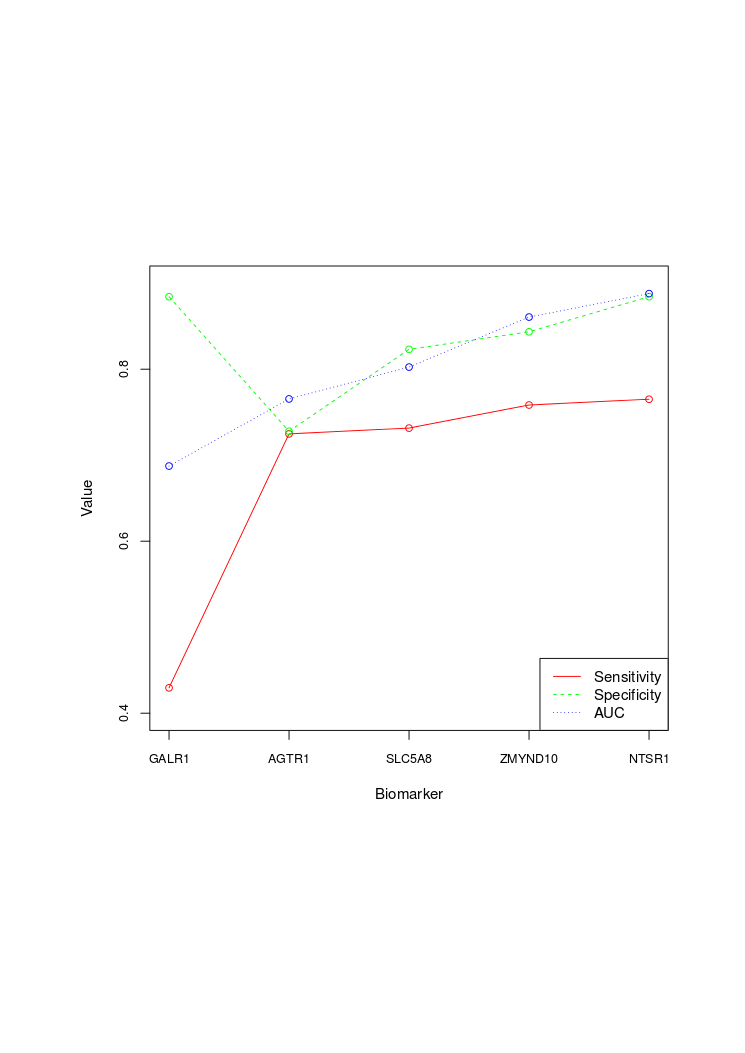 0.8
0.6
0.4
Value
Sensitivity
Specificity
AUC
GALR1 AGTR1 SLC5A8 ZMYND10 NTSR1
Biomarker